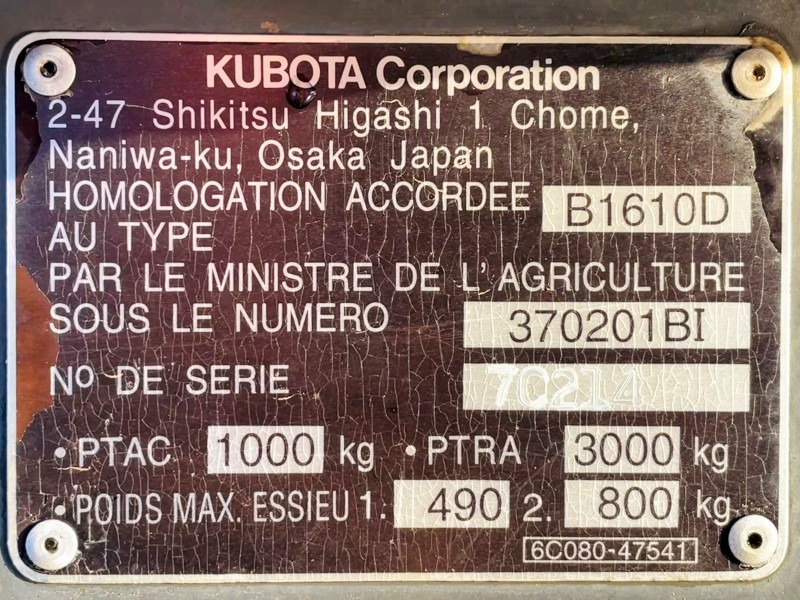 KUBOTA Corporation
2-47 Shikitsu Higashi 1 Chome,
Naniwa-ku, Osaka Japan
HOMOLOGATION ACCORDEE B1610D
AU TYPE
PAR LE MINISTRE DE L'AGRICULTURE
SOUS LE NUMERO 370201BI
Nº DE SERIE 70214
• PTAC 1000 kg • PTRA 3000 kg
• POIDS MAX. ESSIEU 1. 490 2. 800 kg
6C080-47541